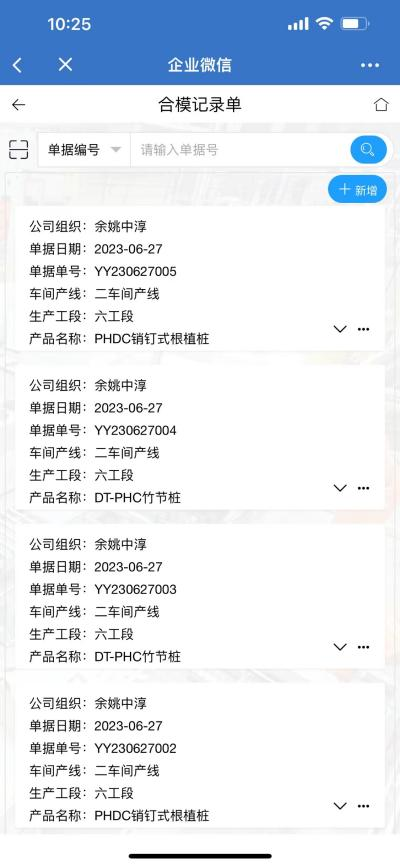 10:25
企业微信
合模记录单
单据编号 请输入单据号
新增
公司组织：余姚中淳
单据日期：2023-06-27
单据单号：YY230627005
车间产线：二车间产线
生产工段：六工段
产品名称：PHDC销钉式根植桩
公司组织：余姚中淳
单据日期：2023-06-27
单据单号：YY230627004
车间产线：二车间产线
生产工段：六工段
产品名称：DT-PHC竹节桩
公司组织：余姚中淳
单据日期：2023-06-27
单据单号：YY230627003
车间产线：二车间产线
生产工段：六工段
产品名称：DT-PHC竹节桩
公司组织：余姚中淳
单据日期：2023-06-27
单据单号：YY230627002
车间产线：二车间产线
生产工段：六工段
产品名称：PHDC销钉式根植桩